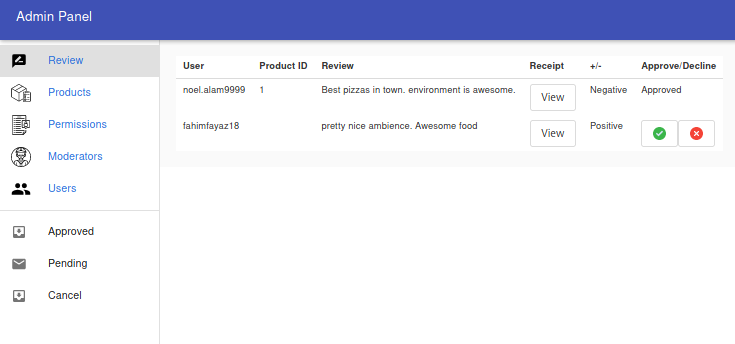 Admin Panel
Review
Products
Permissions
Moderators
Users
Approved
Pending
Cancel
User Product ID Review Receipt +/- Approve/Decline
noel.alam9999 1 Best pizzas in town. environment is awesome. View Negative Approved
fahimfayaz18 pretty nice ambience. Awesome food View Positive